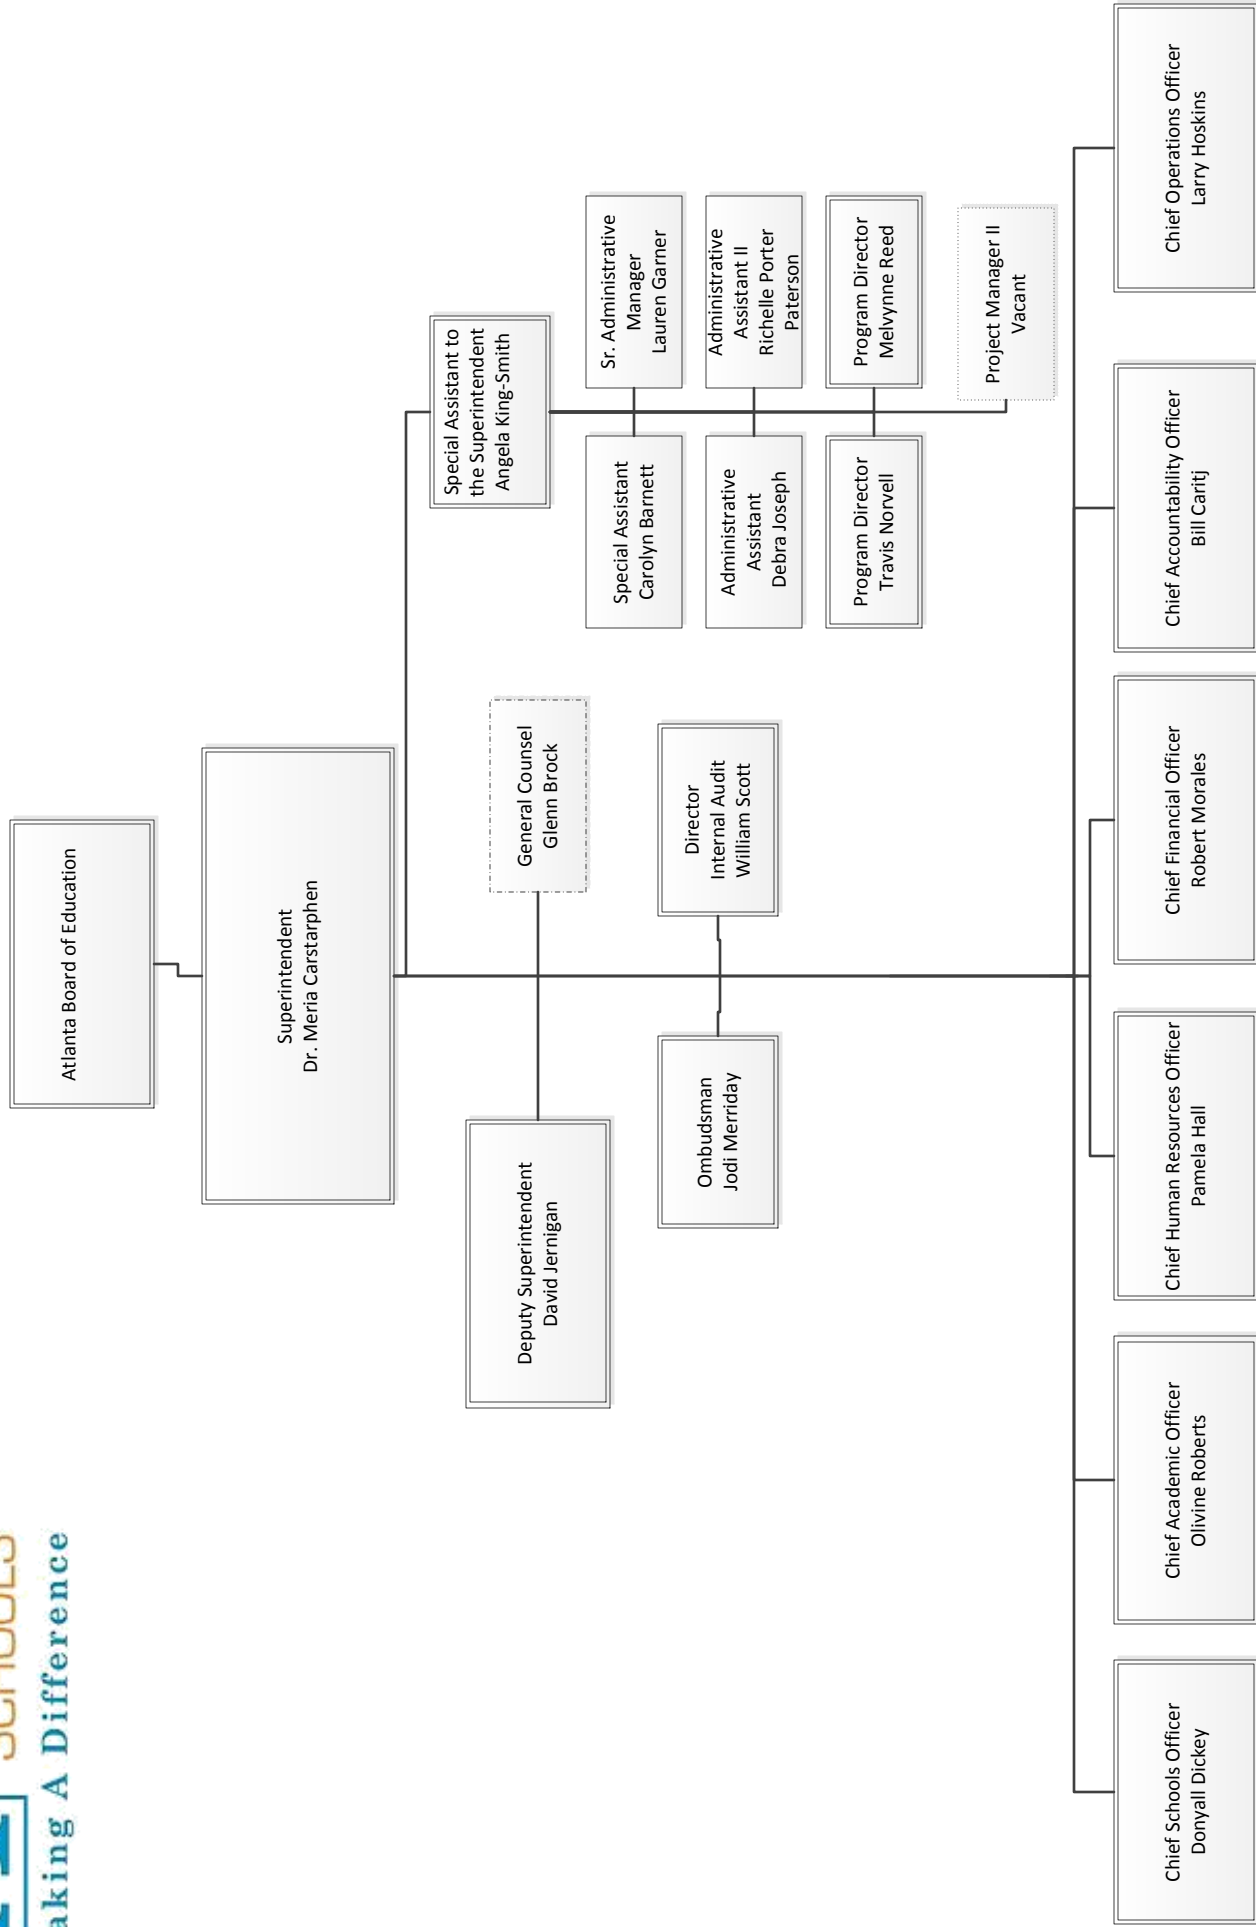 SCHOOLS
aking A Difference
Atlanta Board of Education
Superintendent
Dr. Meria Carstarphen
Special Assistant to
the Superintendent
Angela King-Smith
Deputy Superintendent
David Jernigan
General Counsel
Glenn Brock
Special Assistant
Carolyn Barnett
Sr. Administrative
Manager
Lauren Garner
Ombudsman
Jodi Merriday
Director
Internal Audit
William Scott
Administrative
Assistant
Debra Joseph
Administrative
Assistant II
Richelle Porter
Paterson
Program Director
Travis Norvell
Program Director
Melvynne Reed
Project Manager II
Vacant
Chief Schools Officer
Donyall Dickey
Chief Academic Officer
Olivine Roberts
Chief Human Resources Officer
Pamela Hall
Chief Financial Officer
Robert Morales
Chief Accountability Officer
Bill Caritj
Chief Operations Officer
Larry Hoskins